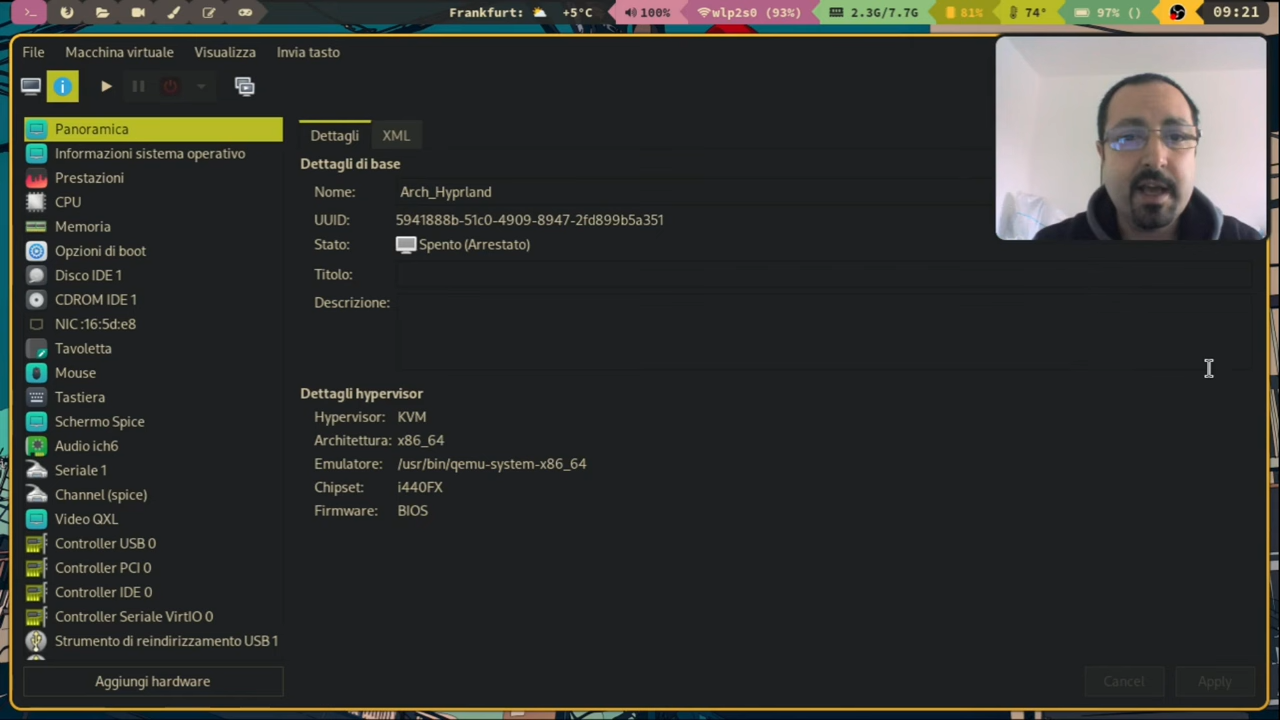 Frankfurt: +5°C 100% wlp2s0 (93%) 2.3G/7.7G 81% 74° 97% () 09:21
File Macchina virtuale Visualizza Invia tasto
Panoramica
Informazioni sistema operativo
Prestazioni
CPU
Memoria
Opzioni di boot
Disco IDE 1
CDROM IDE 1
NIC :16:5d:e8
Tavoletta
Mouse
Tastiera
Schermo Spice
Audio ich6
Seriale 1
Channel (spice)
Video QXL
Controller USB 0
Controller PCI 0
Controller IDE 0
Controller Seriale VirtIO 0
Strumento di reindirizzamento USB 1
Aggiungi hardware
Dettagli XML
Dettagli di base
Nome: Arch_Hyprland
UUID: 5941888b-51c0-4909-8947-2fd899b5a351
Stato: Spento (Arrestato)
Titolo:
Descrizione:
Dettagli hypervisor
Hypervisor: KVM
Architettura: x86_64
Emulatore: /usr/bin/qemu-system-x86_64
Chipset: i440FX
Firmware: BIOS
Cancel Apply